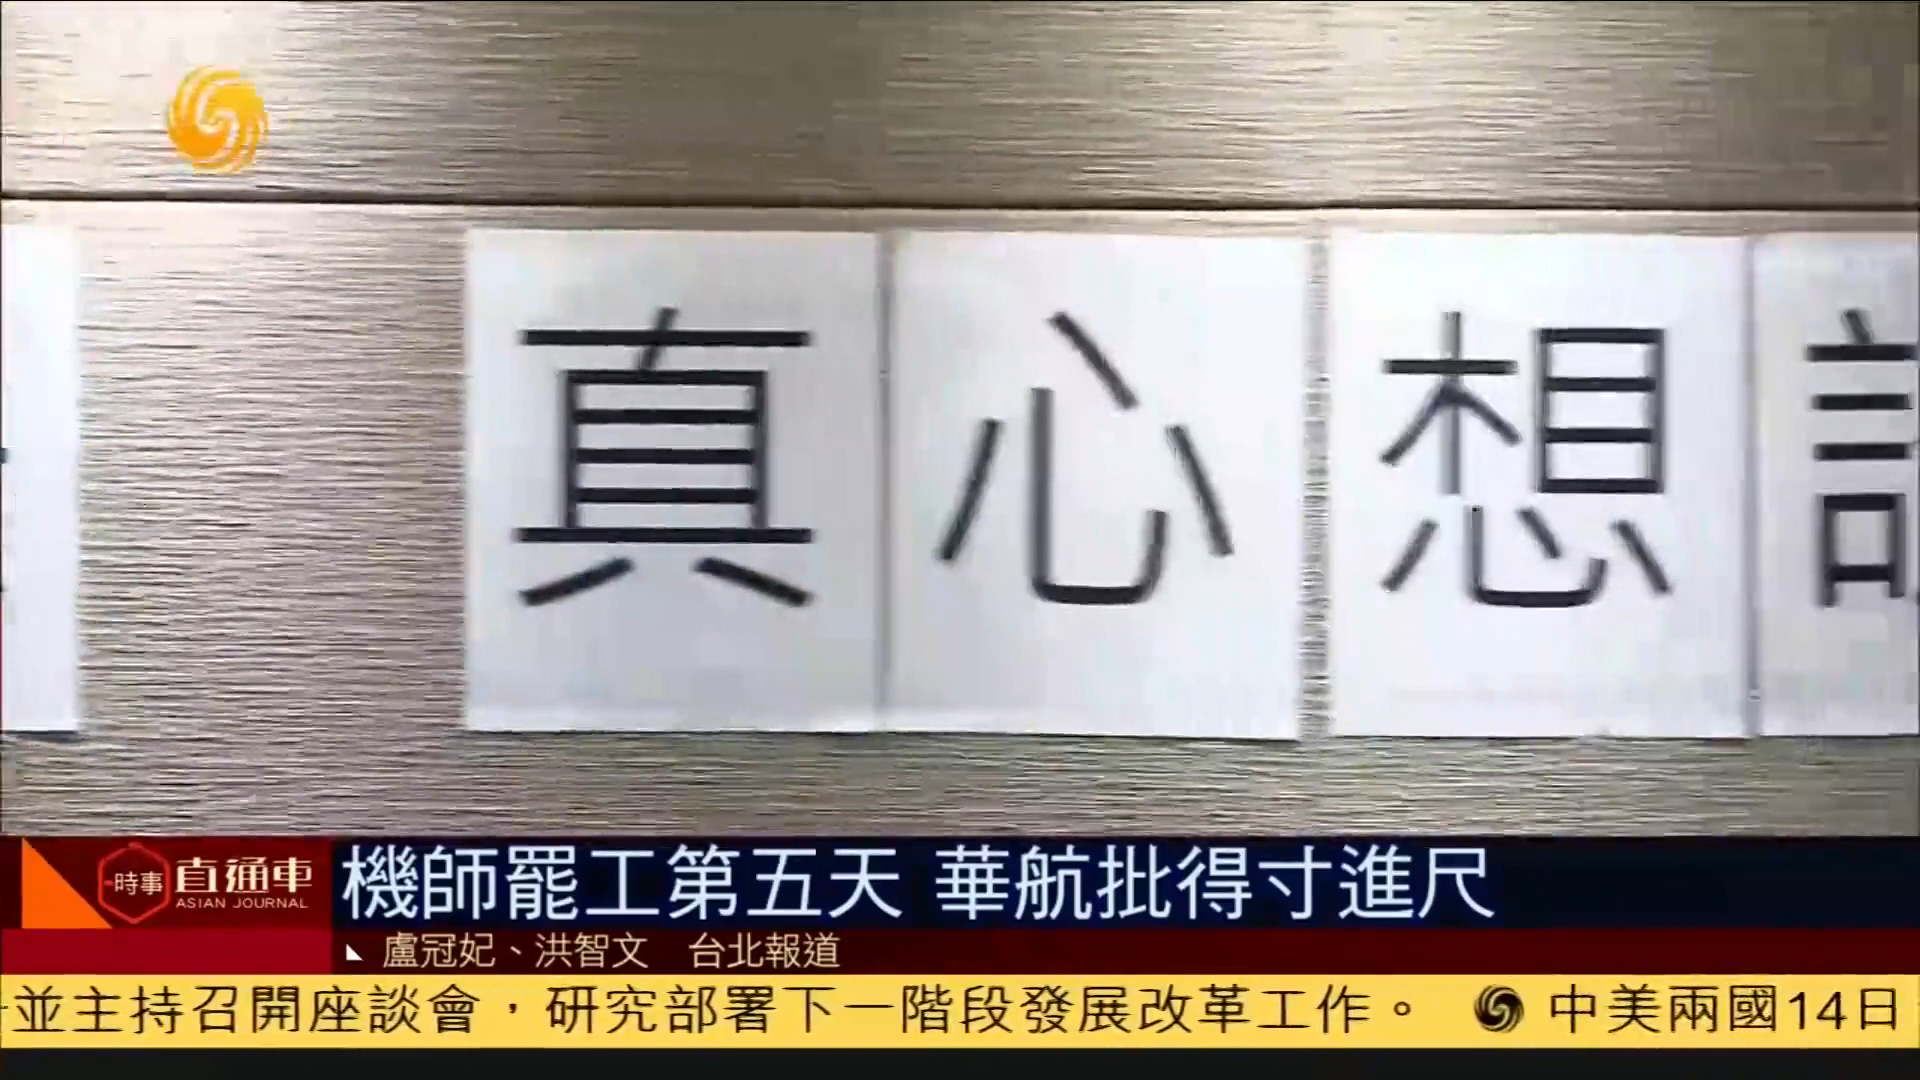 真心想
時事 直通車 機師罷工第五天 華航批得寸進尺
ASIAN JOURNAL
盧冠妃、洪智文 台北報道
並主持召開座談會,研究部署下一階段發展改革工作。 中美兩國14日